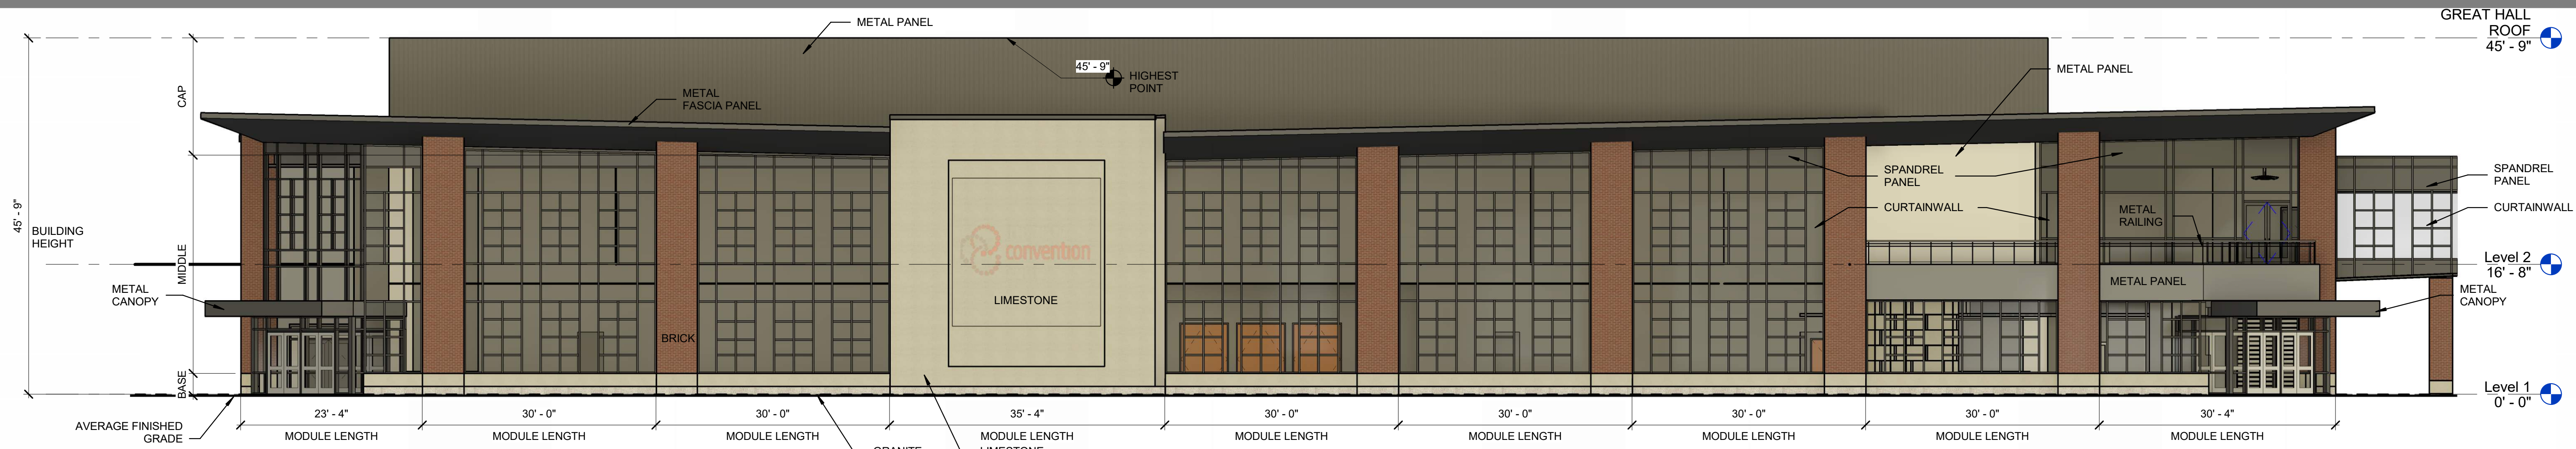 METAL PANEL
GREAT HALL
ROOF
45' - 9"
45' - 9"
HIGHEST
POINT
METAL PANEL
CAP
METAL
FASCIA PANEL
SPANDREL
PANEL
SPANDREL
PANEL
CURTAINWALL
CURTAINWALL
METAL
RAILING
45' - 9"
BUILDING
HEIGHT
MIDDLE
convention
Level 2
16' - 8"
METAL
CANOPY
LIMESTONE
METAL PANEL
METAL
CANOPY
BRICK
BASE
Level 1
0' - 0"
23' - 4"
30' - 0"
30' - 0"
35' - 4"
30' - 0"
30' - 0"
30' - 0"
30' - 0"
30' - 4"
AVERAGE FINISHED
GRADE
MODULE LENGTH
MODULE LENGTH
MODULE LENGTH
MODULE LENGTH
MODULE LENGTH
MODULE LENGTH
MODULE LENGTH
MODULE LENGTH
MODULE LENGTH
GRANITE
LIMESTONE